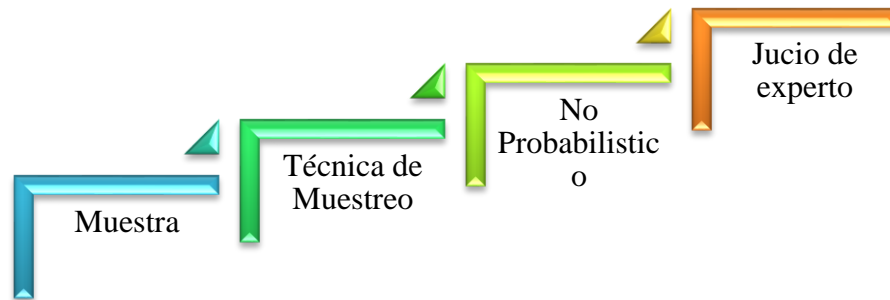 Muestra
Técnica de
Muestreo
No
Probabilistic
o
Jucio de
experto